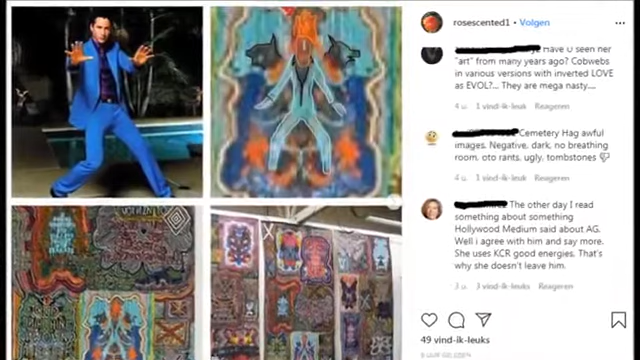 rosescented1 • Volgen
Have U seen her
"art" from many years ago? Cobwebs
in various versions with inverted LOVE
as EVOL?... They are mega nasty....
4 u 1 vind-ik-leuk Reageren
Cemetery Hag awful
images. Negative, dark, no breathing
room, oto rants, ugly, tombstones
4 u 1 vind-ik-leuk Reageren
The other day I read
something about something
Hollywood Medium said about AG.
Well i agree with him and say more.
She uses KCR good energies. That's
why she doesn't leave him.
3 u 3 vind-ik-leuks Reageren
49 vind-ik-leuks